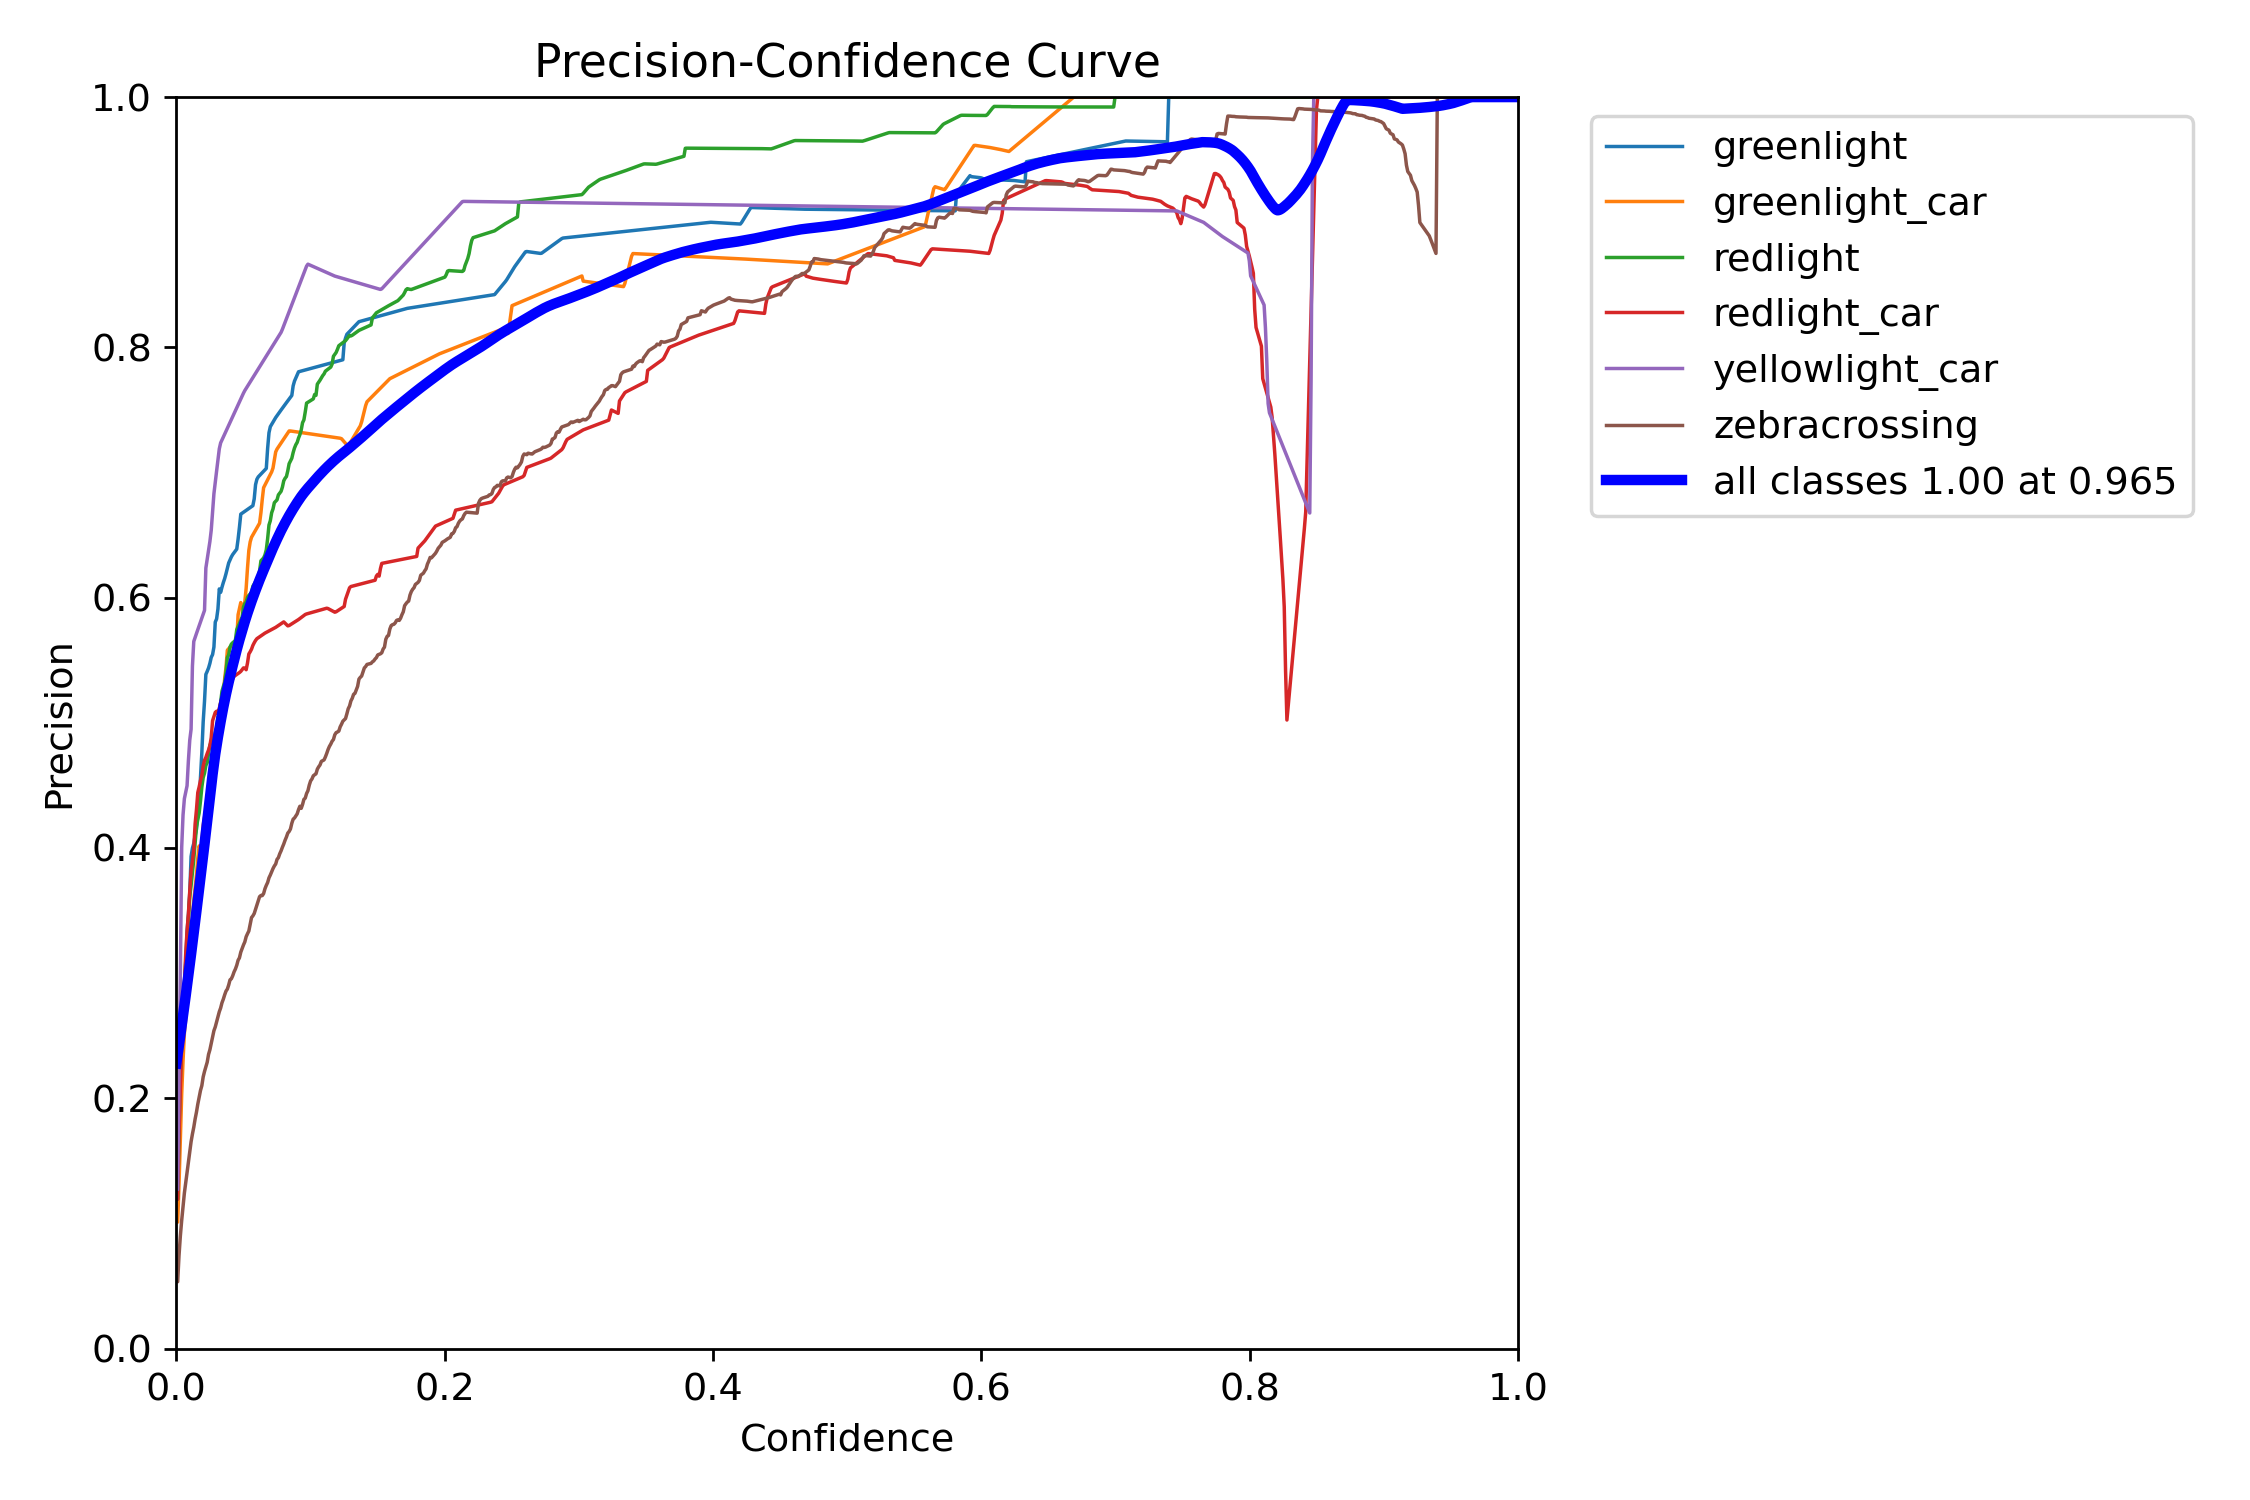 Precision-Confidence Curve
1.0
0.8
0.6
0.4
0.2
0.0
Precision
0.0 0.2 0.4 0.6 0.8 1.0
Confidence
greenlight
greenlight_car
redlight
redlight_car
yellowlight_car
zebracrossing
all classes 1.00 at 0.965